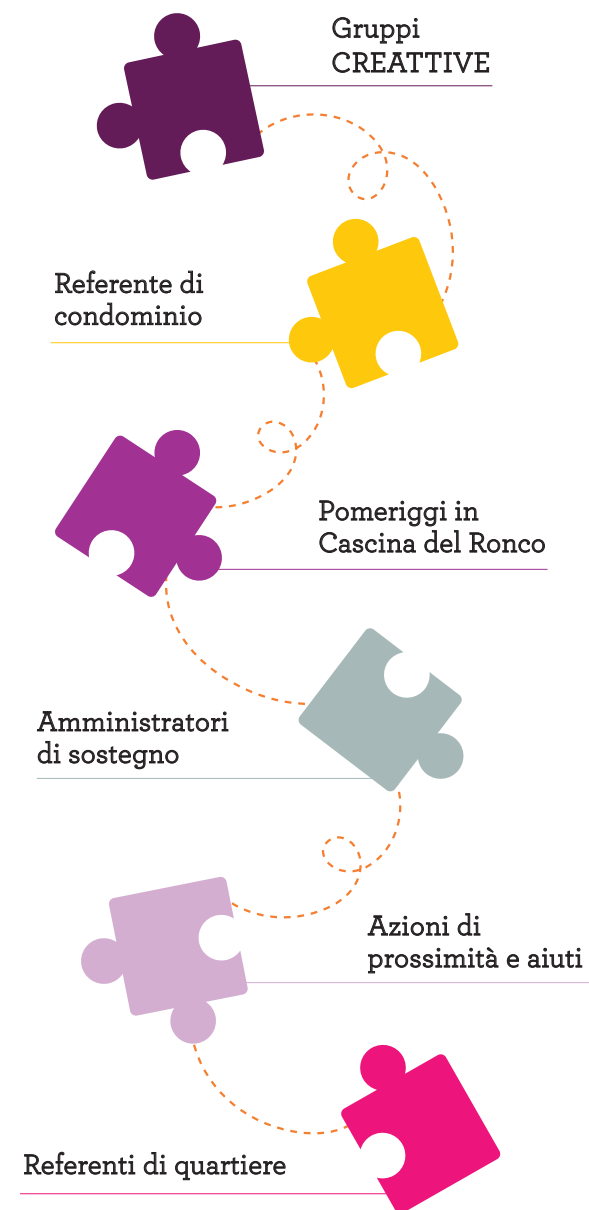 Gruppi
CREATTIVE
Referente di
condominio
Pomeriggi in
Cascina del Ronco
Amministratori
di sostegno
Azioni di
prossimità e aiuti
Referenti di quartiere